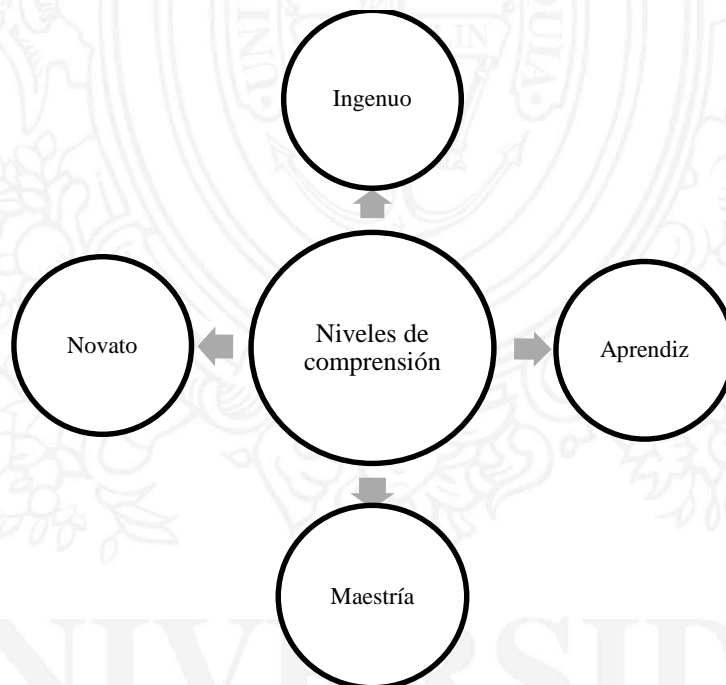 Ingenuo
Novato
Niveles de
comprensión
Aprendiz
Maestría